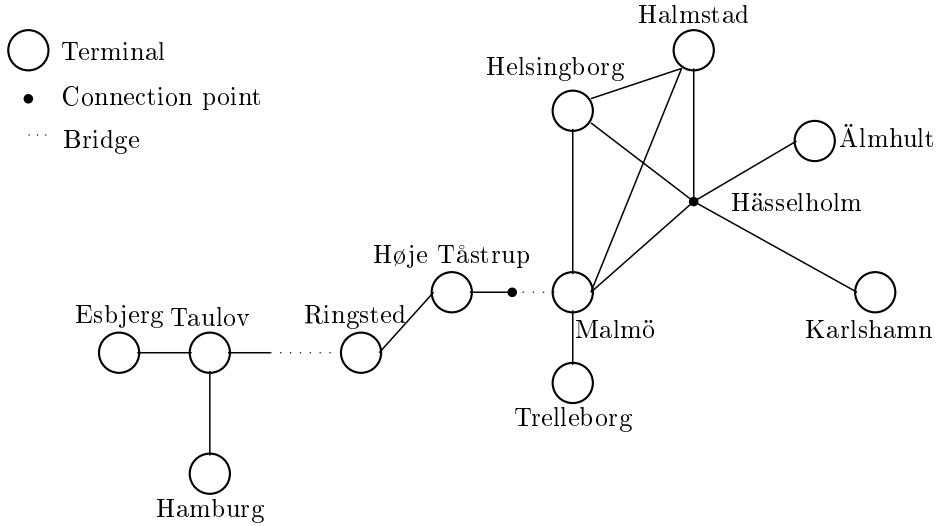 Terminal
Connection point
Bridge
Halmstad
Helsingborg
Älmhult
Hässelholm
Høje Tåstrup
Esbjerg
Taulov
Ringsted
Malmö
Karlshamn
Trelleborg
Hamburg